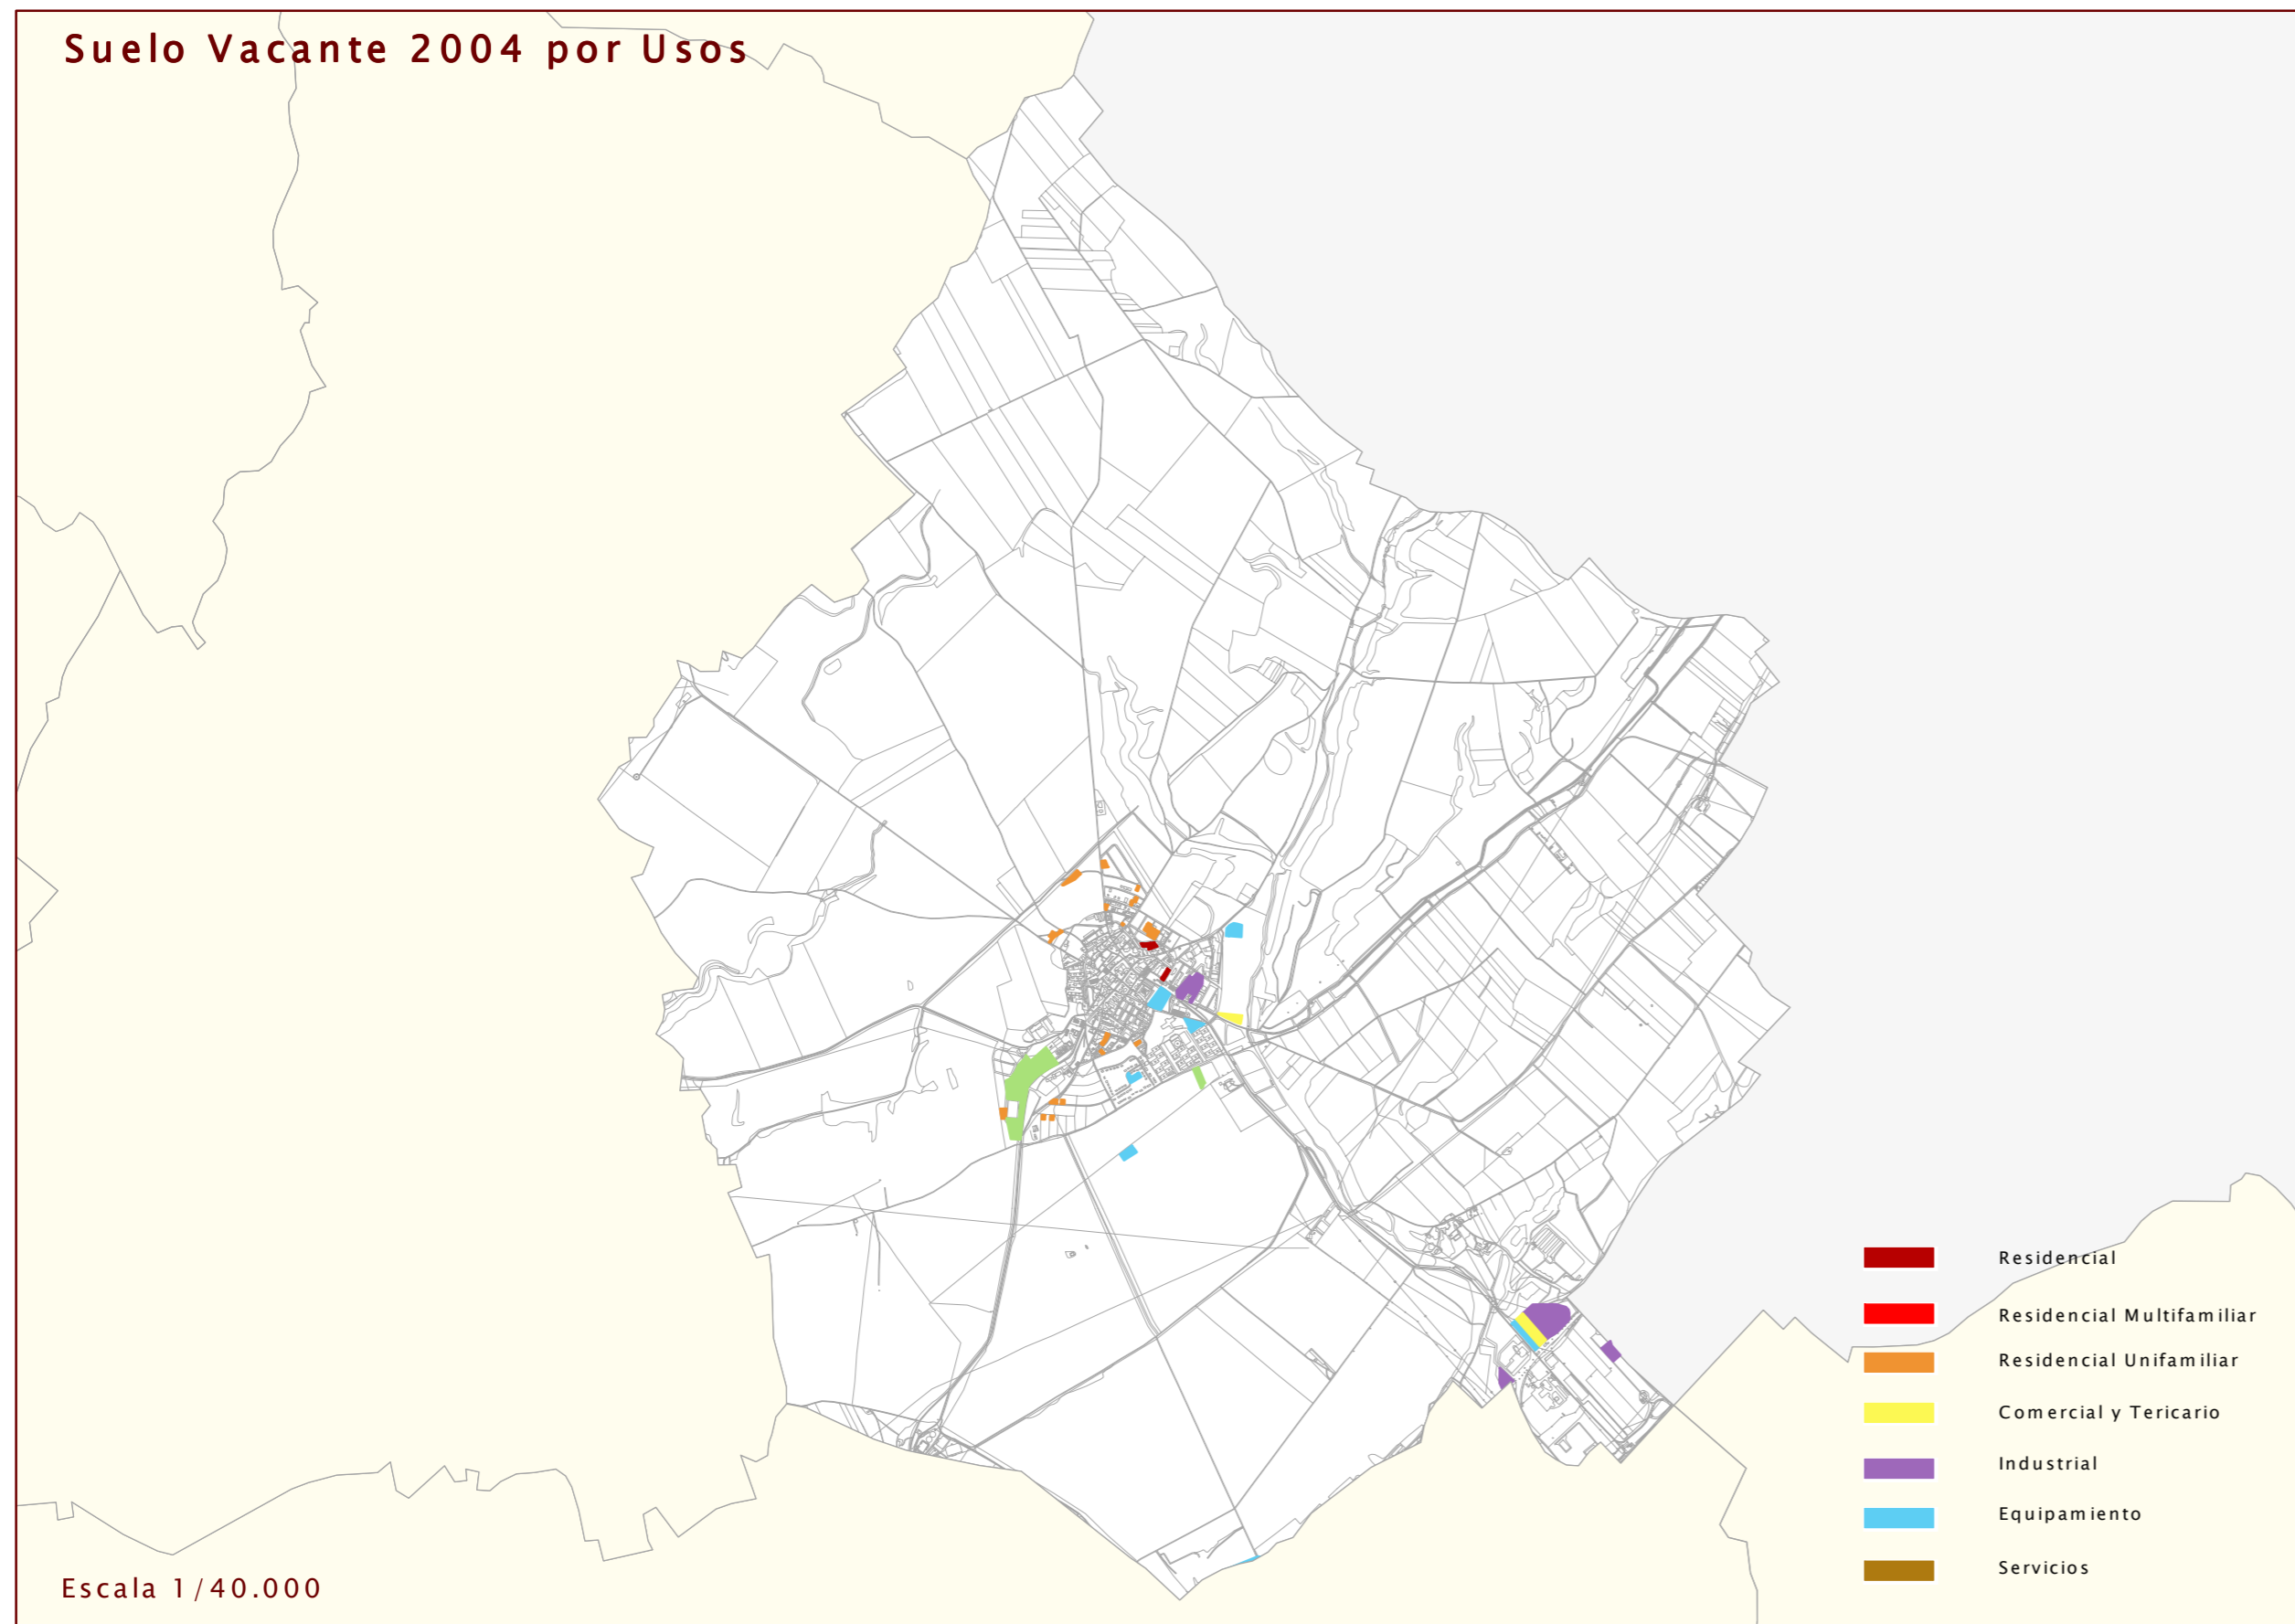 Suelo Vacante 2004 por Usos
Residencial
Residencial Multifamiliar
Residencial Unifamiliar
Comercial y Tericario
Industrial
Equipamiento
Servicios
Escala 1/40.000